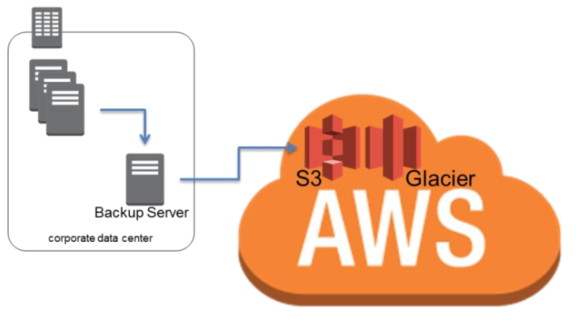 S3
Glacier
Backup Server
AWS
corporate data center